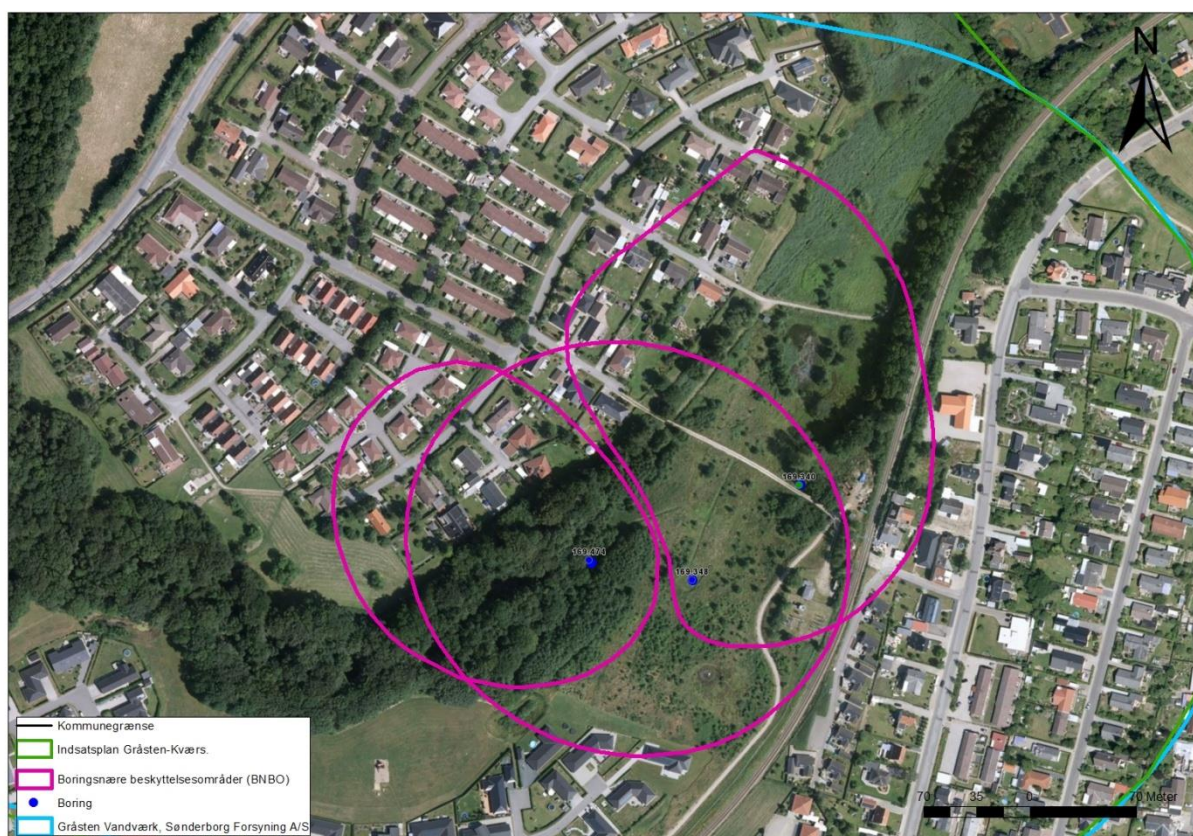 N
169.340
169.474
169.348
Kommunegrænse
Indsatsplan Gråsten-Kværs.
Boringsnære beskyttelsesområder (BNBO)
Boring
Gråsten Vandværk, Sønderborg Forsyning A/S
70 35 0 70 Meter